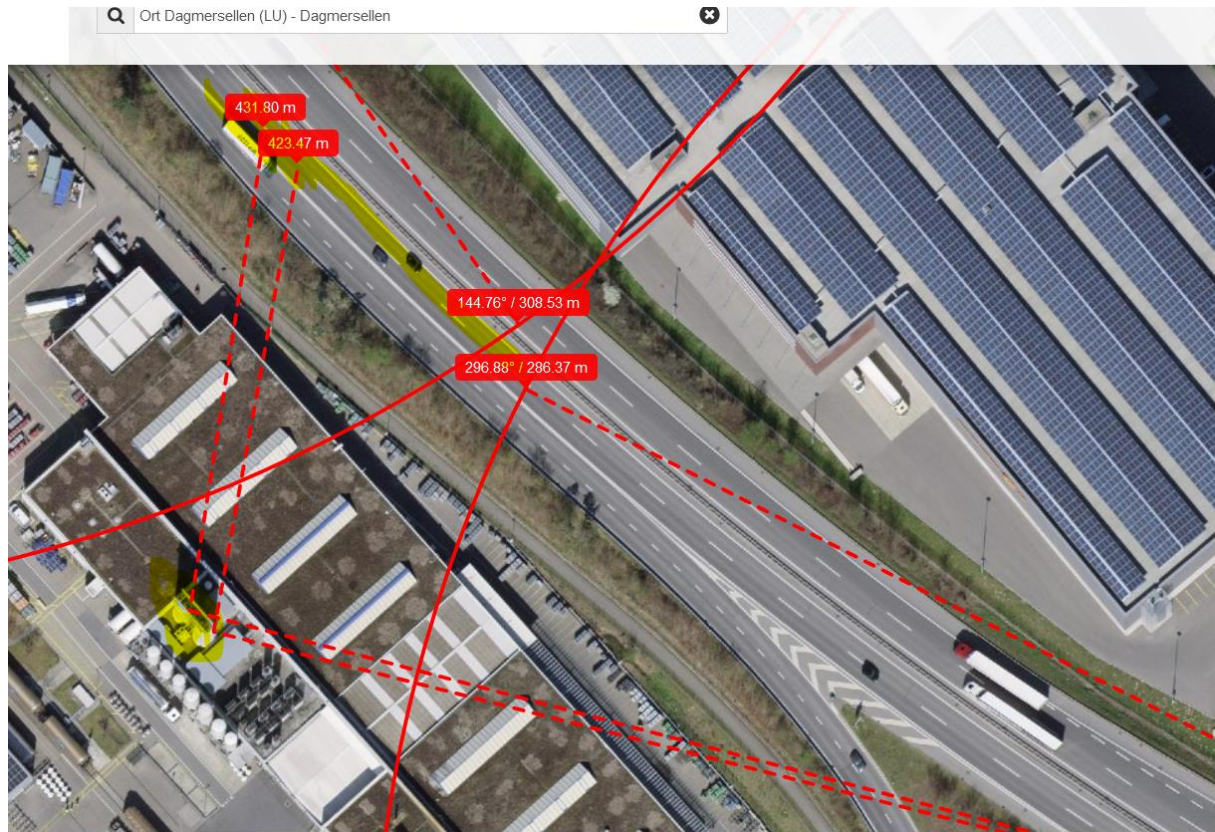 Ort Dagmersellen (LU) - Dagmersellen
431.80 m
423.47 m
144.76° / 308.53 m
296.88° / 286.37 m